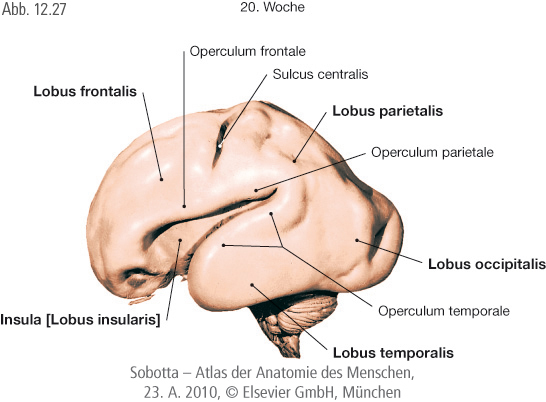 Abb. 12.27
20. Woche
Operculum frontale
Sulcus centralis
Lobus frontalis
Lobus parietalis
Operculum parietale
Lobus occipitalis
Operculum temporale
Insula [Lobus insularis]
Lobus temporalis
Sobotta – Atlas der Anatomie des Menschen,
23. A. 2010, © Elsevier GmbH, München